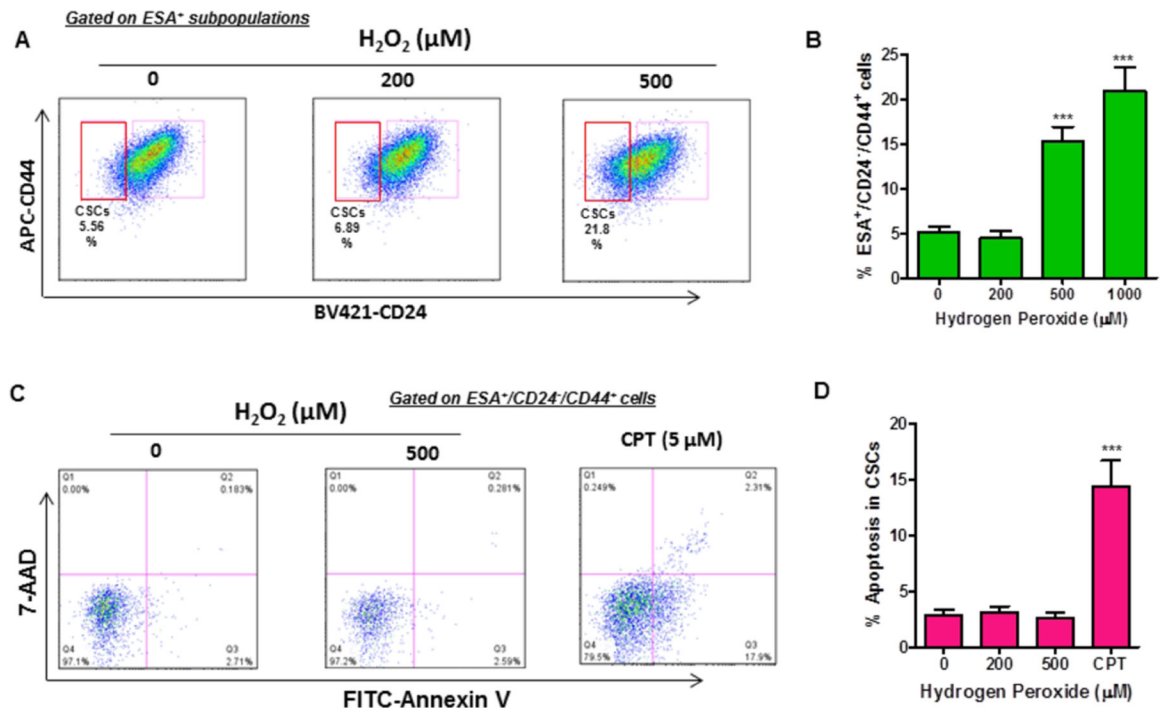 Gated on ESA⁺ subpopulations
A
H₂O₂ (µM)
0
200
500
CSCs
5.56
%
CSCs
6.89
%
CSCs
21.8
%
APC-CD44
BV421-CD24
B
% ESA⁺/CD24⁻/CD44⁺ cells
25
20
15
10
5
0
***
***
0
200
500
1000
Hydrogen Peroxide (µM)
C
Gated on ESA⁺/CD24⁻/CD44⁺ cells
H₂O₂ (µM)
0
500
CPT (5 µM)
Q1
0.00%
Q2
0.183%
Q4
97.1%
Q3
2.71%
Q1
0.00%
Q2
0.281%
Q4
97.2%
Q3
2.59%
Q1
0.249%
Q2
2.31%
Q4
79.5%
Q3
17.9%
7-AAD
FITC-Annexin V
D
% Apoptosis in CSCs
20
15
10
5
0
***
0
200
500
CPT
Hydrogen Peroxide (µM)